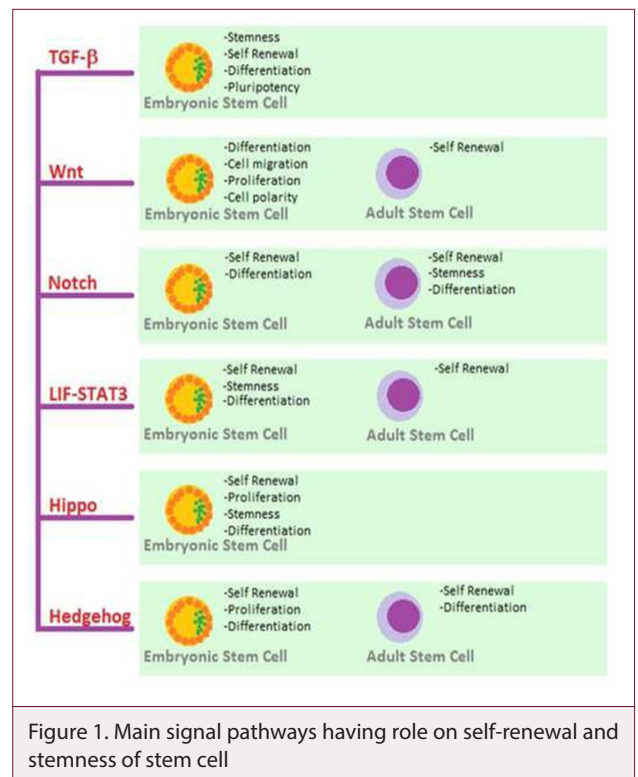 TGF-β
-Stemness
-Self Renewal
-Differentiation
-Pluripotency
Embryonic Stem Cell
Wnt
-Differentiation
-Cell migration
-Proliferation
-Cell polarity
Embryonic Stem Cell
-Self Renewal
Adult Stem Cell
Notch
-Self Renewal
-Differentiation
Embryonic Stem Cell
-Self Renewal
-Stemness
-Differentiation
Adult Stem Cell
LIF-STAT3
-Self Renewal
-Stemness
-Differentiation
Embryonic Stem Cell
-Self Renewal
Adult Stem Cell
Hippo
-Self Renewal
-Proliferation
-Stemness
-Differentiation
Embryonic Stem Cell
Hedgehog
-Self Renewal
-Proliferation
-Differentiation
Embryonic Stem Cell
-Self Renewal
-Differentiation
Adult Stem Cell
Figure 1. Main signal pathways having role on self-renewal and
stemness of stem cell